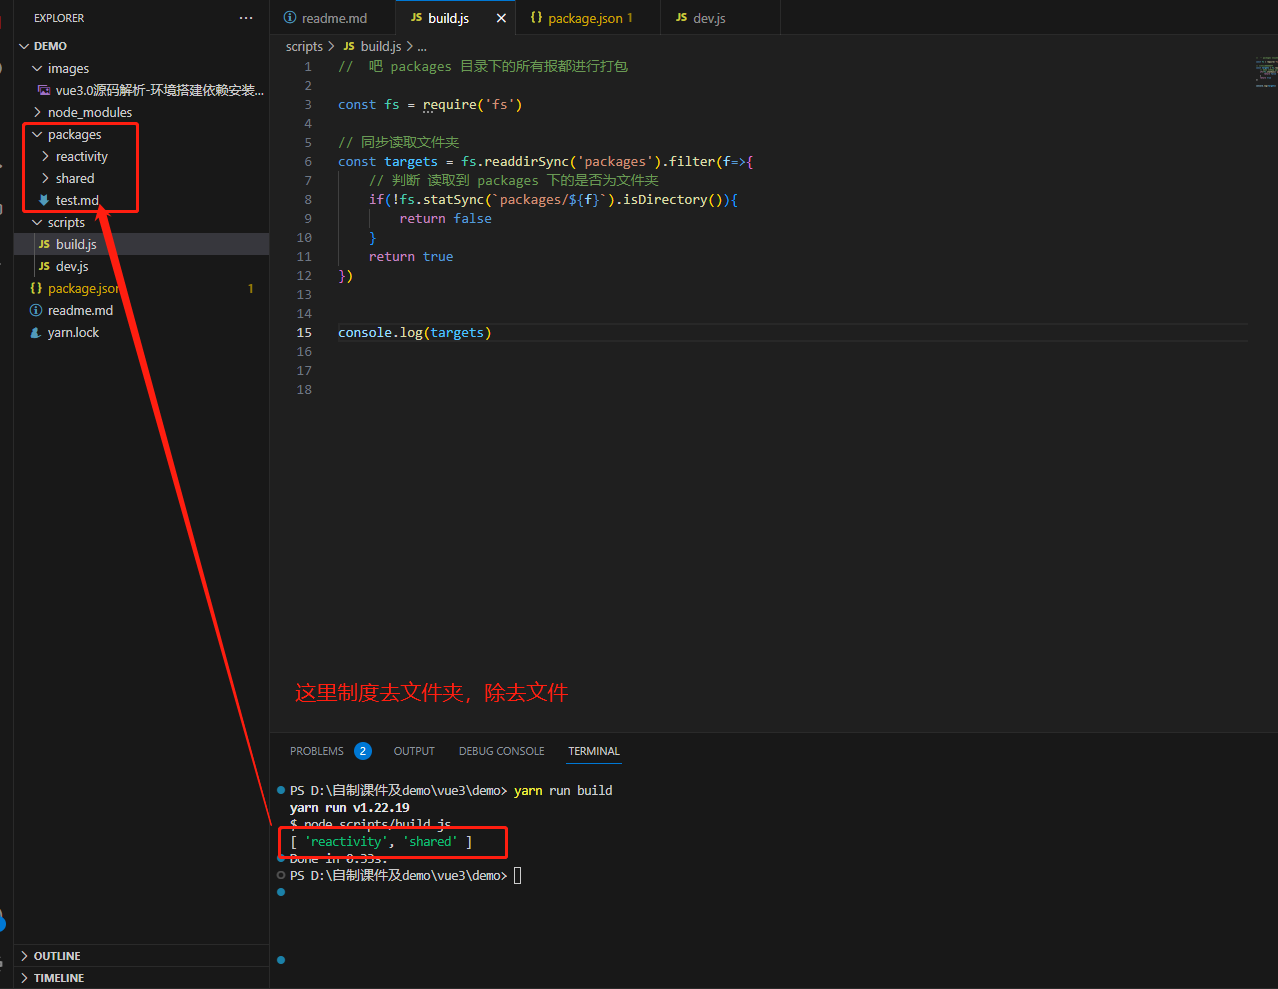 EXPLORER
DEMO
images
vue3.0源码解析-环境搭建依赖安装...
node_modules
packages
reactivity
shared
test.md
scripts
build.js
dev.js
package.json 1
readme.md
yarn.lock
OUTLINE
TIMELINE
readme.md
JS build.js
{} package.json 1
JS dev.js
scripts > JS build.js > ...
1 // 吧 packages 目录下的所有报都进行打包
2
3 const fs = require('fs')
4
5 // 同步读取文件夹
6 const targets = fs.readdirSync('packages').filter(f=>{
7 // 判断 读取到 packages 下的是否为文件夹
8 if(!fs.statSync(`packages/${f}`).isDirectory()){
9 return false
10 }
11 return true
12 })
13
14
15 console.log(targets)
16
17
18
这里制度去文件夹，除去文件
PROBLEMS 2 OUTPUT DEBUG CONSOLE TERMINAL
PS D:\自制课件及demo\vue3\demo> yarn run build
yarn run v1.22.19
$ node scripts/build.js
[ 'reactivity', 'shared' ]
Done in 0.33s.
PS D:\自制课件及demo\vue3\demo>